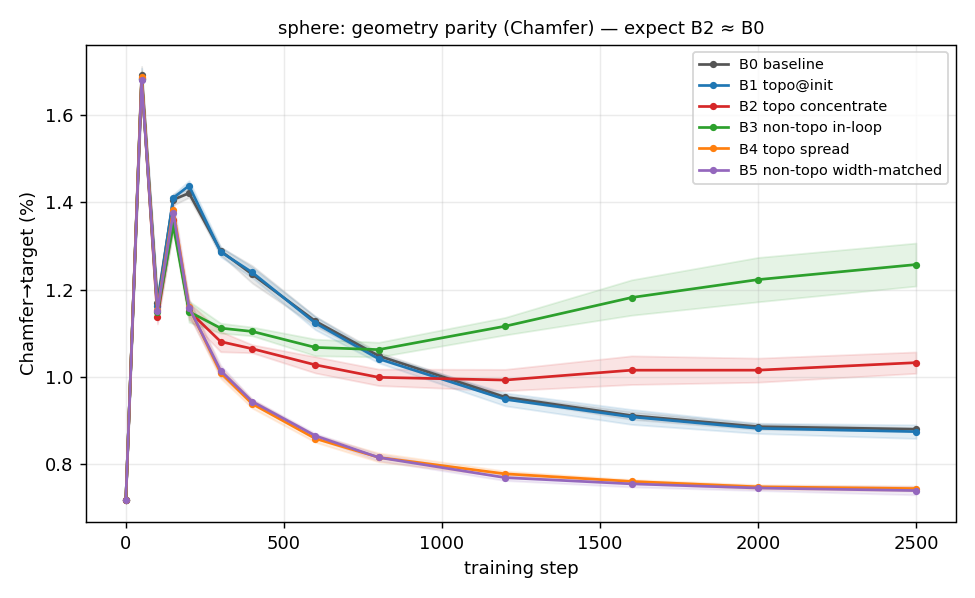 sphere: geometry parity (Chamfer) — expect B2 ≈ B0
Chamfer→target (%)
1.6
1.4
1.2
1.0
0.8
B0 baseline
B1 topo@init
B2 topo concentrate
B3 non-topo in-loop
B4 topo spread
B5 non-topo width-matched
0 500 1000 1500 2000 2500
training step